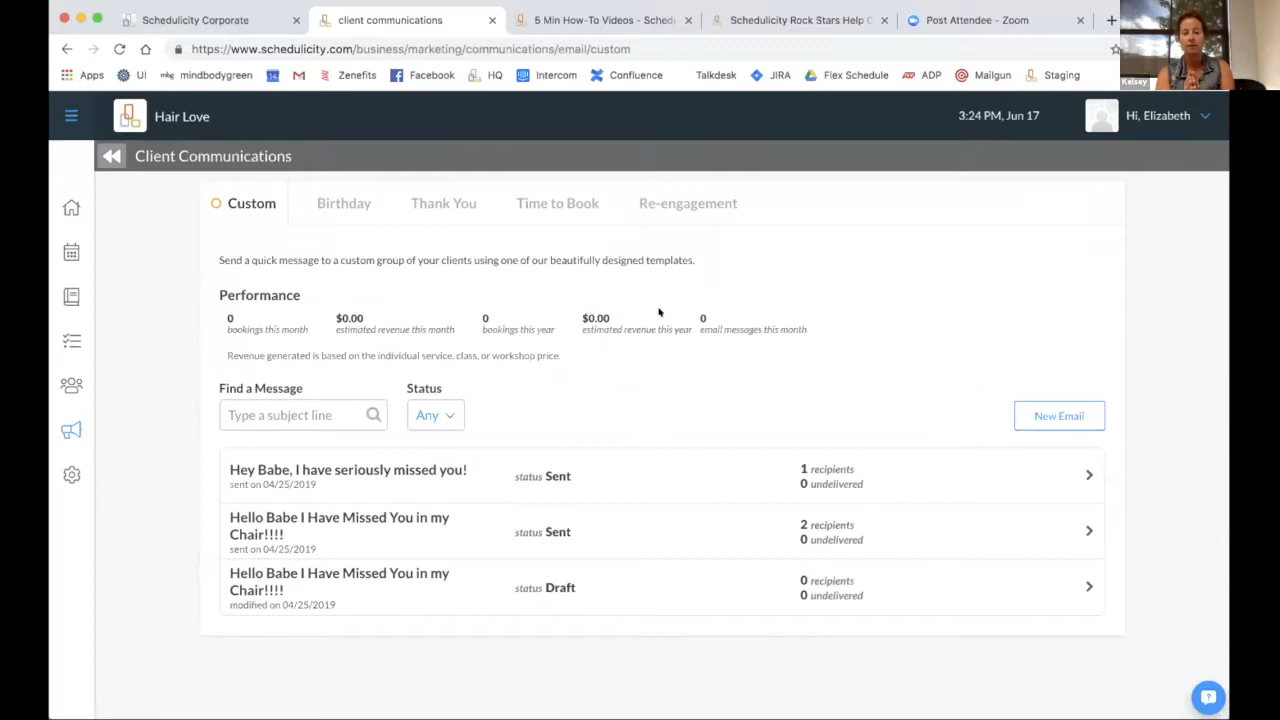 Schedulicity Corporate
client communications
5 Min How-To Videos - Schedu
Schedulicity Rock Stars Help C
Post Attendee - Zoom
https://www.schedulicity.com/business/marketing/communications/email/custom
Apps
UI
mbg mindbodygreen
Zenefits
Facebook
HQ
Intercom
Confluence
Talkdesk
JIRA
Flex Schedule
ADP
Mailgun
Staging
Kelsey
Hair Love
3:24 PM, Jun 17
Hi, Elizabeth
Client Communications
Custom
Birthday
Thank You
Time to Book
Re-engagement
Send a quick message to a custom group of your clients using one of our beautifully designed templates.
Performance
0 $0.00 0 $0.00 0
bookings this month estimated revenue this month bookings this year estimated revenue this year email messages this month
Revenue generated is based on the individual service, class, or workshop price.
Find a Message Status
Type a subject line Any
New Email
Hey Babe, I have seriously missed you!
sent on 04/25/2019
status Sent
1 recipients
0 undelivered
Hello Babe I Have Missed You in my
Chair!!!!
sent on 04/25/2019
status Sent
2 recipients
0 undelivered
Hello Babe I Have Missed You in my
Chair!!!!
modified on 04/25/2019
status Draft
0 recipients
0 undelivered